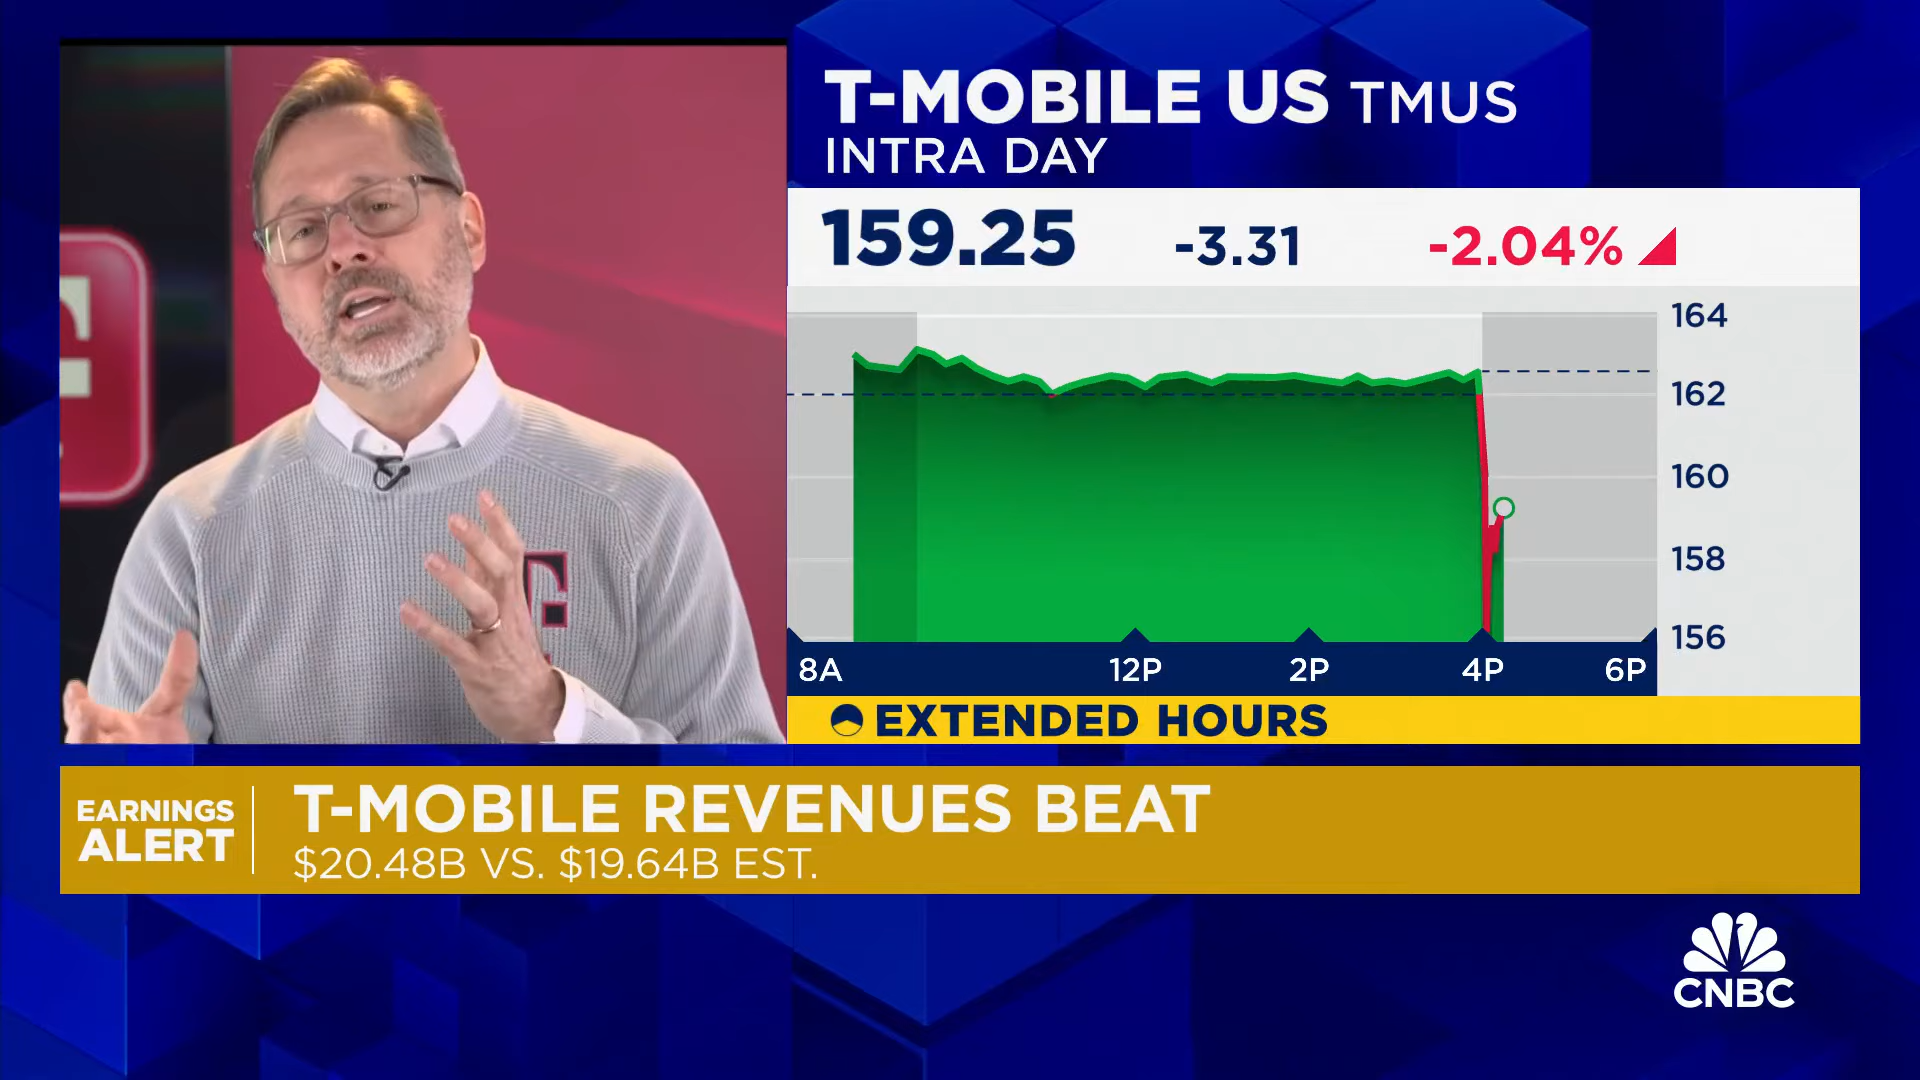 T-MOBILE US TMUS
INTRA DAY
159.25 -3.31 -2.04%
164
162
160
158
156
8A 12P 2P 4P 6P
EXTENDED HOURS
EARNINGS
ALERT
T-MOBILE REVENUES BEAT
$20.48B VS. $19.64B EST.
CNBC
T